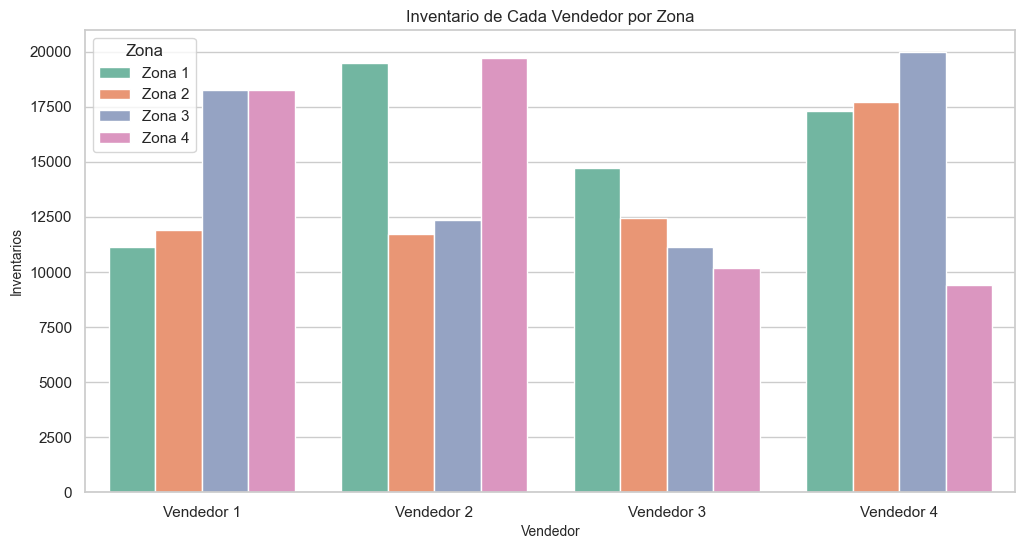 Inventario de Cada Vendedor por Zona
Zona
Zona 1
Zona 2
Zona 3
Zona 4
20000
17500
15000
12500
10000
7500
5000
2500
0
Inventarios
Vendedor 1
Vendedor 2
Vendedor 3
Vendedor 4
Vendedor